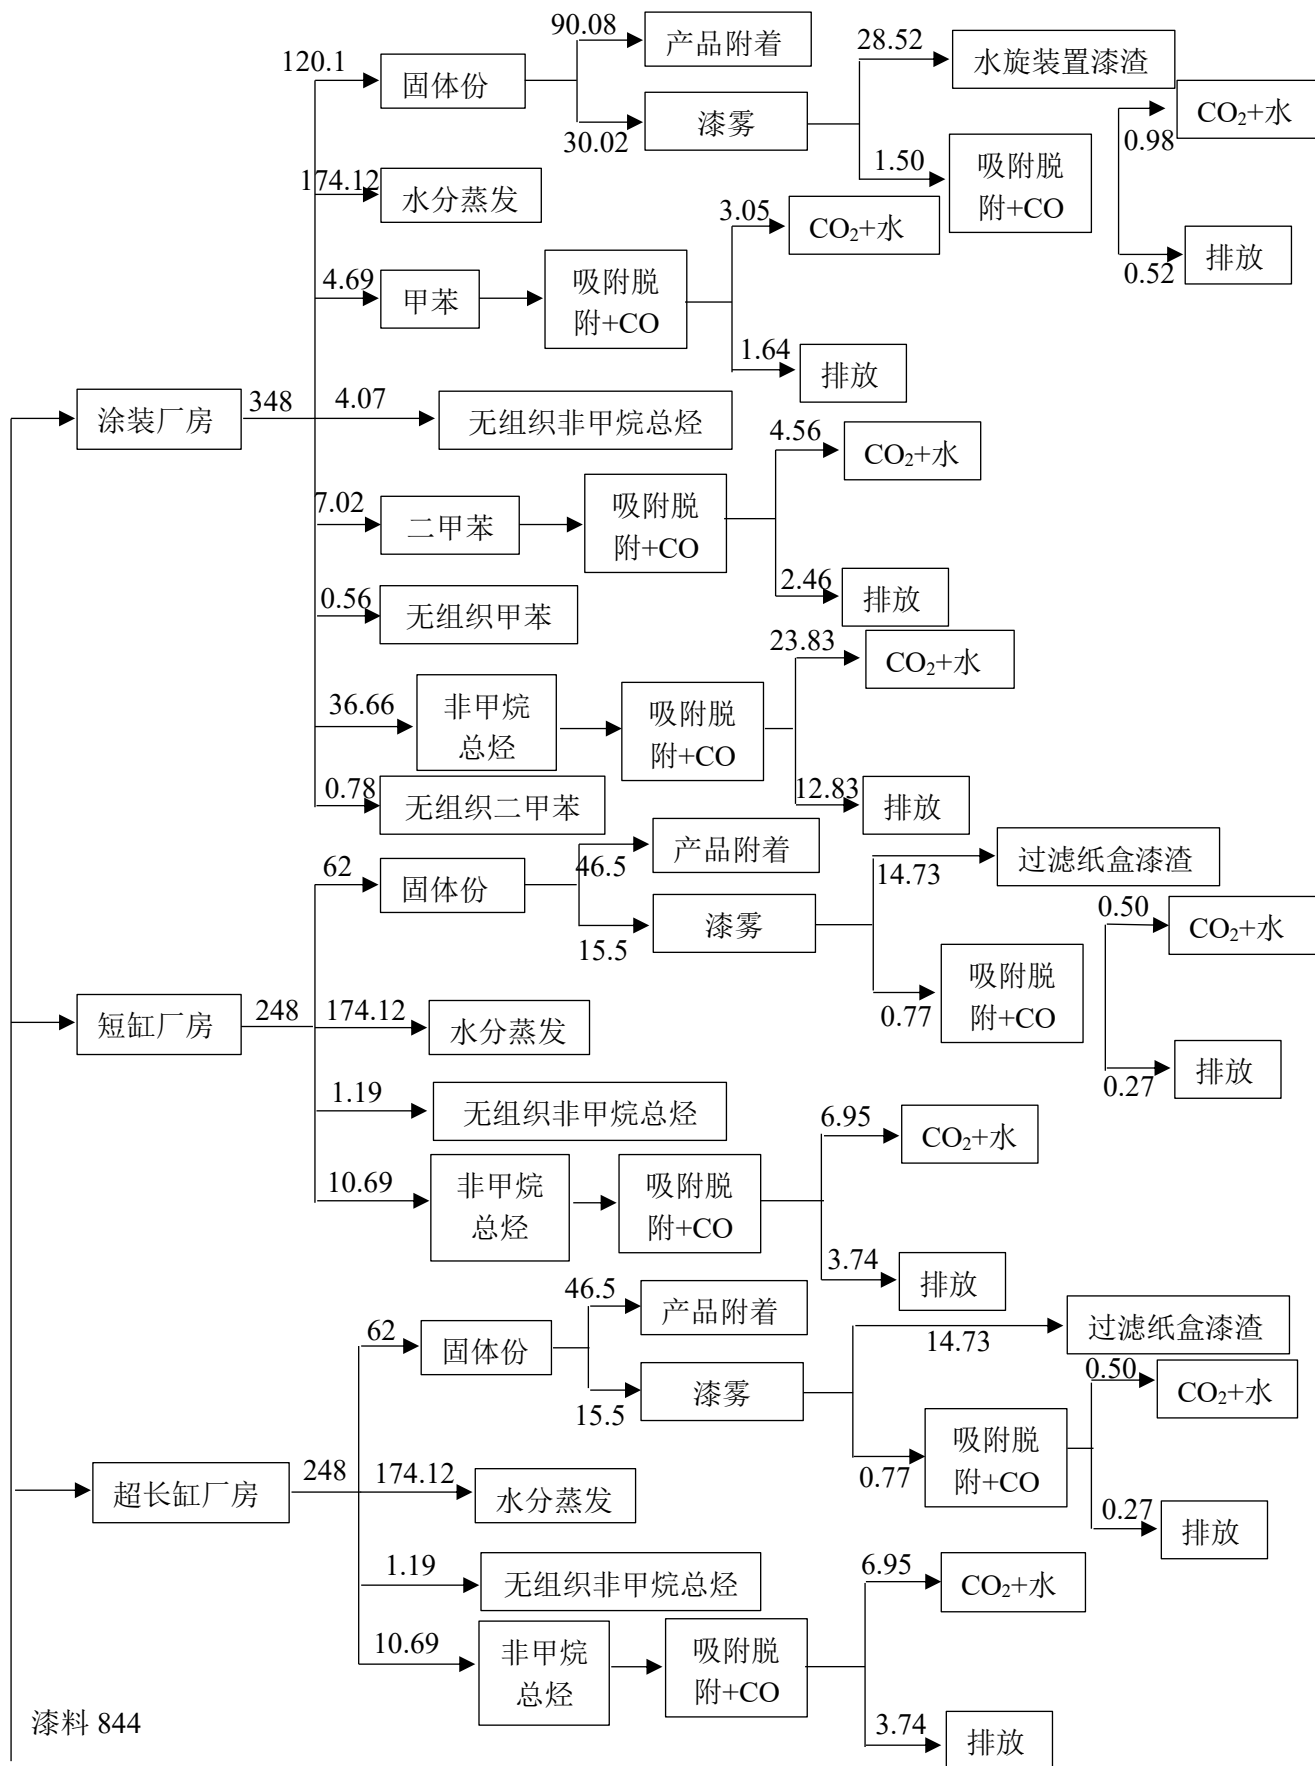 90.08
产品附着
28.52
水旋装置漆渣
120.1
固体份
CO₂+水
漆雾
30.02
0.98
1.50
吸附脱
附+CO
174.12
水分蒸发
3.05
CO₂+水
排放
0.52
4.69
甲苯
吸附脱
附+CO
1.64
排放
涂装厂房
348
4.07
无组织非甲烷总烃
4.56
CO₂+水
7.02
二甲苯
吸附脱
附+CO
2.46
排放
0.56
无组织甲苯
23.83
CO₂+水
36.66
非甲烷
总烃
吸附脱
附+CO
12.83
排放
0.78
无组织二甲苯
产品附着
46.5
62
固体份
14.73
过滤纸盒漆渣
漆雾
15.5
0.50
CO₂+水
0.77
吸附脱
附+CO
短缸厂房
248
174.12
水分蒸发
排放
0.27
1.19
无组织非甲烷总烃
6.95
CO₂+水
10.69
非甲烷
总烃
吸附脱
附+CO
3.74
排放
46.5
产品附着
62
固体份
14.73
过滤纸盒漆渣
漆雾
15.5
0.50
CO₂+水
0.77
吸附脱
附+CO
超长缸厂房
248
174.12
水分蒸发
0.27
排放
1.19
无组织非甲烷总烃
6.95
CO₂+水
10.69
非甲烷
总烃
吸附脱
附+CO
3.74
排放
漆料 844